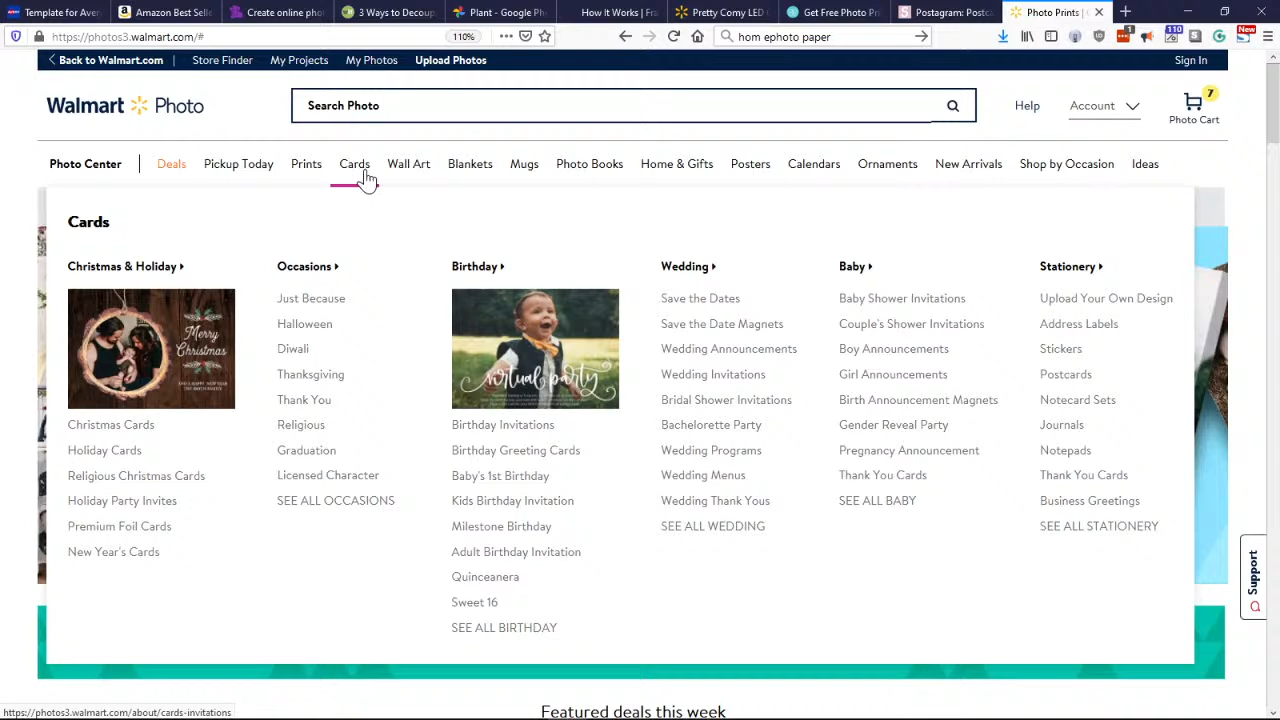 Template for Aver
Amazon Best Selle
Create online phot
3 Ways to Decoup
Plant - Google Pho
How It Works | Fra
Pronto Tomy LED C
Get Free Photo Pri
Postagram: Postca
Photo Prints |
https://photos3.walmart.com/#
110%
hom ephoto paper
1
110
New
Back to Walmart.com
Store Finder
My Projects
My Photos
Upload Photos
Sign In
Walmart Photo
Search Photo
Help
Account
7
Photo Cart
Photo Center
Deals
Pickup Today
Prints
Cards
Wall Art
Blankets
Mugs
Photo Books
Home & Gifts
Posters
Calendars
Ornaments
New Arrivals
Shop by Occasion
Ideas
Cards
Christmas & Holiday
Merry
Christmas
Christmas Cards
Holiday Cards
Religious Christmas Cards
Holiday Party Invites
Premium Foil Cards
New Year's Cards
Occasions
Just Because
Halloween
Diwali
Thanksgiving
Thank You
Religious
Graduation
Licensed Character
SEE ALL OCCASIONS
Birthday
virtual party
Birthday Invitations
Birthday Greeting Cards
Baby's 1st Birthday
Kids Birthday Invitation
Milestone Birthday
Adult Birthday Invitation
Quinceanera
Sweet 16
SEE ALL BIRTHDAY
Wedding
Save the Dates
Save the Date Magnets
Wedding Announcements
Wedding Invitations
Bridal Shower Invitations
Bachelorette Party
Wedding Programs
Wedding Menus
Wedding Thank Yous
SEE ALL WEDDING
Baby
Baby Shower Invitations
Couple's Shower Invitations
Boy Announcements
Girl Announcements
Birth Announcement Magnets
Gender Reveal Party
Pregnancy Announcement
Thank You Cards
SEE ALL BABY
Stationery
Upload Your Own Design
Address Labels
Stickers
Postcards
Notecard Sets
Journals
Notepads
Thank You Cards
Business Greetings
SEE ALL STATIONERY
Support
https://photos3.walmart.com/about/cards-invitations
Featured deals this week